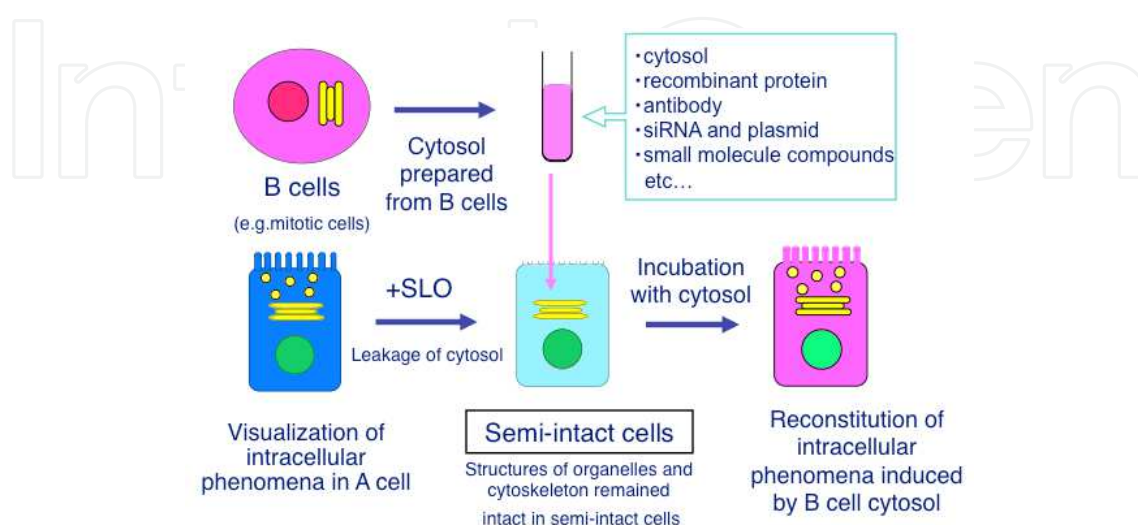 ・cytosol
・recombinant protein
・antibody
・siRNA and plasmid
・small molecule compounds
etc…
B cells
(e.g.mitotic cells)
Cytosol
prepared
from B cells
+SLO
Leakage of cytosol
Incubation
with cytosol
Visualization of
intracellular
phenomena in A cell
Semi-intact cells
Structures of organelles and
cytoskeleton remained
intact in semi-intact cells
Reconstitution of
intracellular
phenomena induced
by B cell cytosol